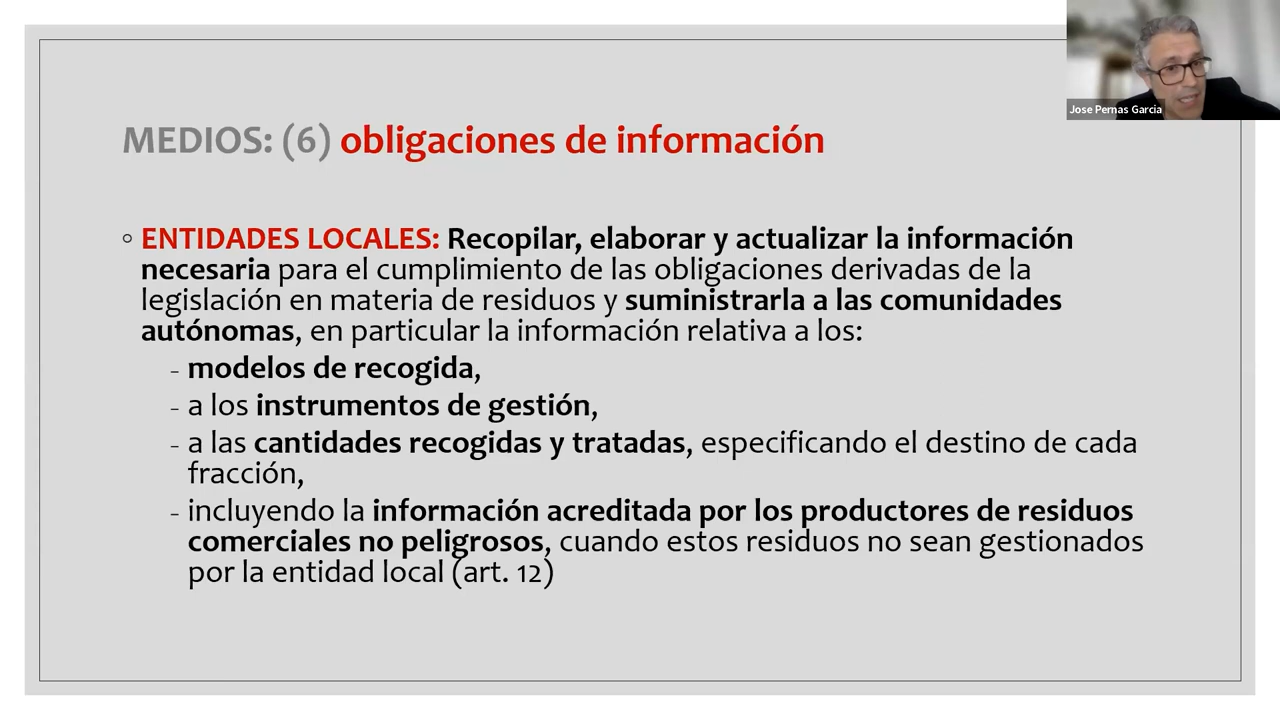 Jose Pernas Garcia
MEDIOS: (6) obligaciones de información
◦ ENTIDADES LOCALES: Recopilar, elaborar y actualizar la información
necesaria para el cumplimiento de las obligaciones derivadas de la
legislación en materia de residuos y suministrarla a las comunidades
autónomas, en particular la información relativa a los:
- modelos de recogida,
- a los instrumentos de gestión,
- a las cantidades recogidas y tratadas, especificando el destino de cada
fracción,
- incluyendo la información acreditada por los productores de residuos
comerciales no peligrosos, cuando estos residuos no sean gestionados
por la entidad local (art. 12)